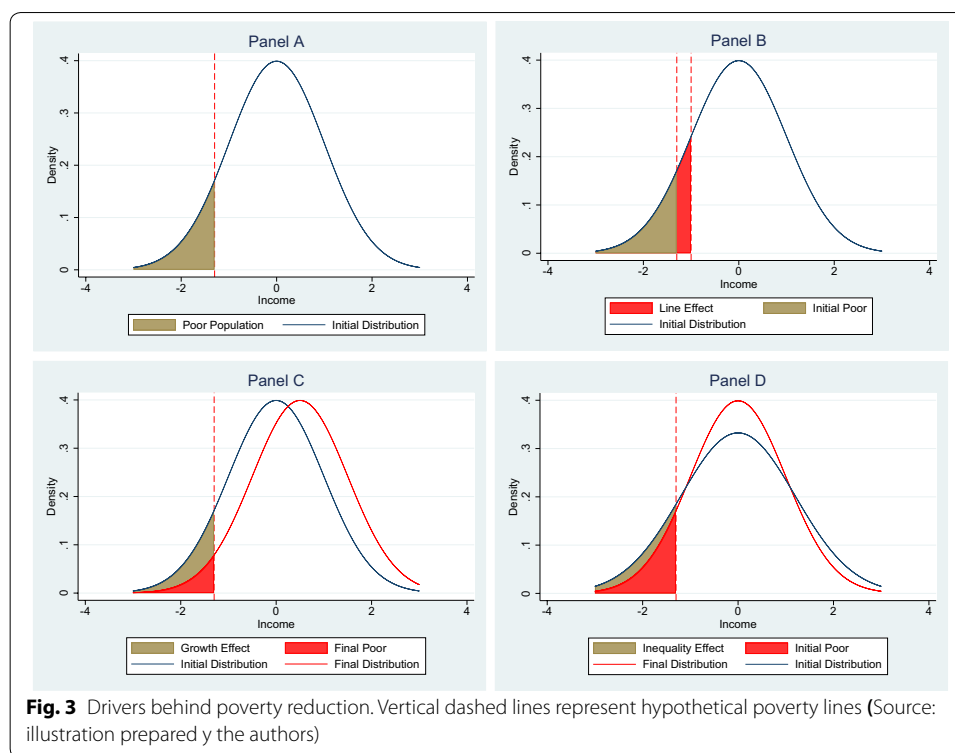 Panel A
.4
.3
.2
.1
0
Density
-4 -2 0 2 4
Income
Poor Population Initial Distribution
Panel B
.4
.3
.2
.1
0
Density
-4 -2 0 2 4
Income
Line Effect Initial Poor
Initial Distribution
Panel C
.4
.3
.2
.1
0
Density
-4 -2 0 2 4
Income
Growth Effect Final Poor
Initial Distribution Final Distribution
Panel D
.4
.3
.2
.1
0
Density
-4 -2 0 2 4
Income
Inequality Effect Initial Poor
Final Distribution Initial Distribution
Fig. 3 Drivers behind poverty reduction. Vertical dashed lines represent hypothetical poverty lines (Source:
illustration prepared y the authors)